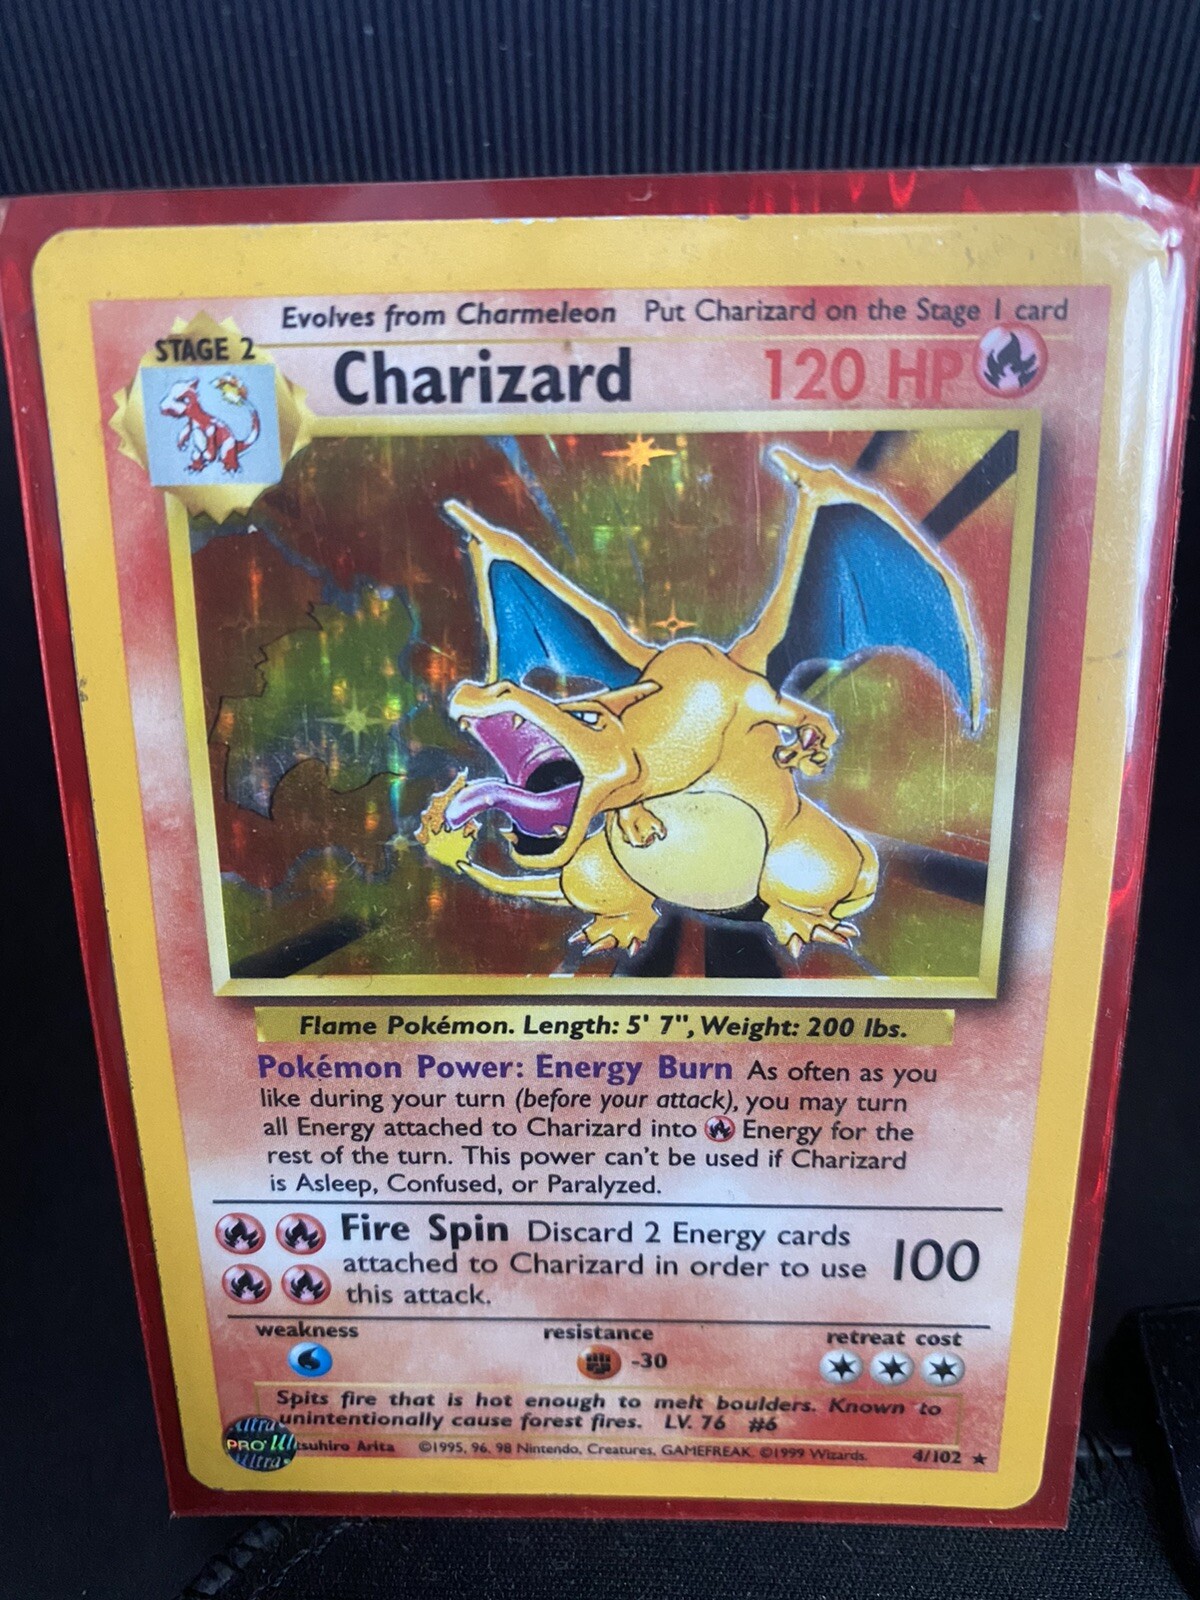 Evolves from Charmeleon Put Charizard on the Stage 1 card
STAGE 2
Charizard 120 HP
Flame Pokémon. Length: 5' 7", Weight: 200 lbs.
Pokémon Power: Energy Burn As often as you
like during your turn (before your attack), you may turn
all Energy attached to Charizard into Energy for the
rest of the turn. This power can't be used if Charizard
is Asleep, Confused, or Paralyzed.
Fire Spin Discard 2 Energy cards
attached to Charizard in order to use
this attack.
100
weakness resistance retreat cost
-30
Spits fire that is hot enough to melt boulders. Known to
unintentionally cause forest fires. LV. 76 #6
PRO
tsuhiro Arita ©1995, 96, 98 Nintendo, Creatures, GAMEFREAK. ©1999 Wizards. 4/102 ★